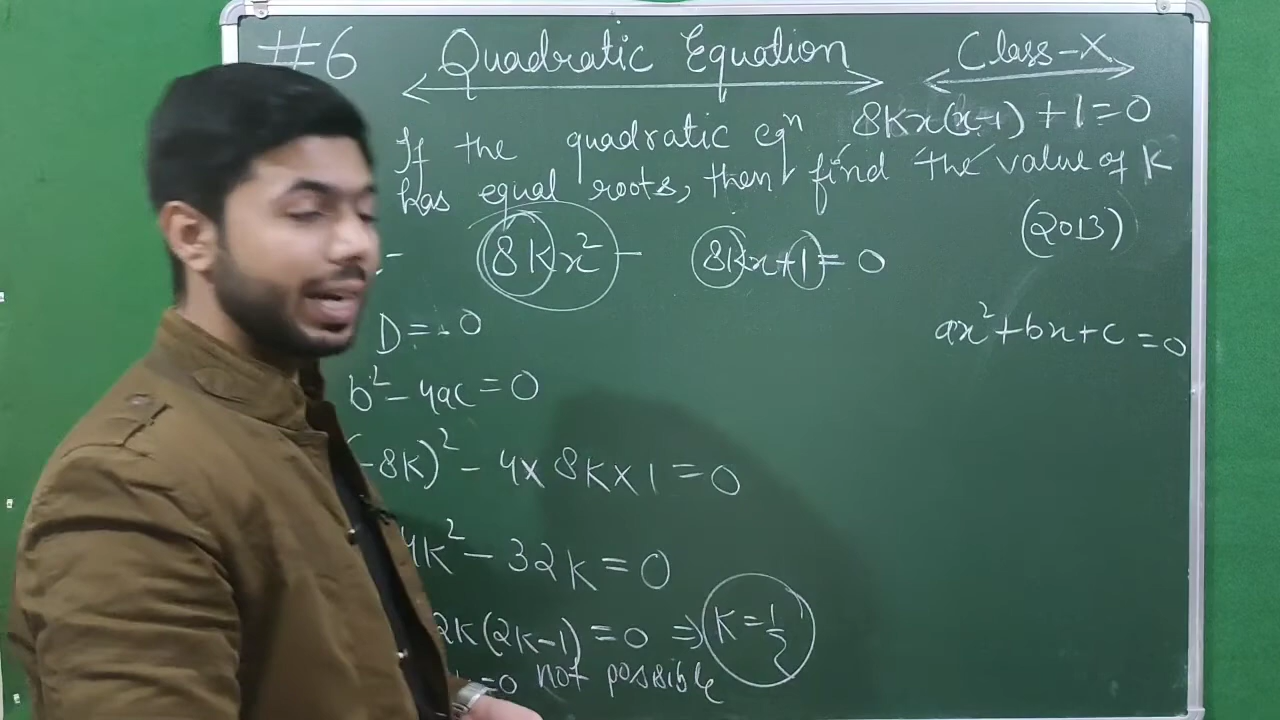 #6 Quadratic Equation Class-X
If the quadratic eqⁿ 8Kx(x-1) +1=0
has equal roots, then find the value of K
(2013)
- 8Kx² - 8Kx+1=0
ax²+bx+c=0
D=0
b²-4ac=0
(-8K)²-4x8Kx1=0
4K²-32K=0
2K(2K-1)=0 ⇒ K=1/2
=0 not possible